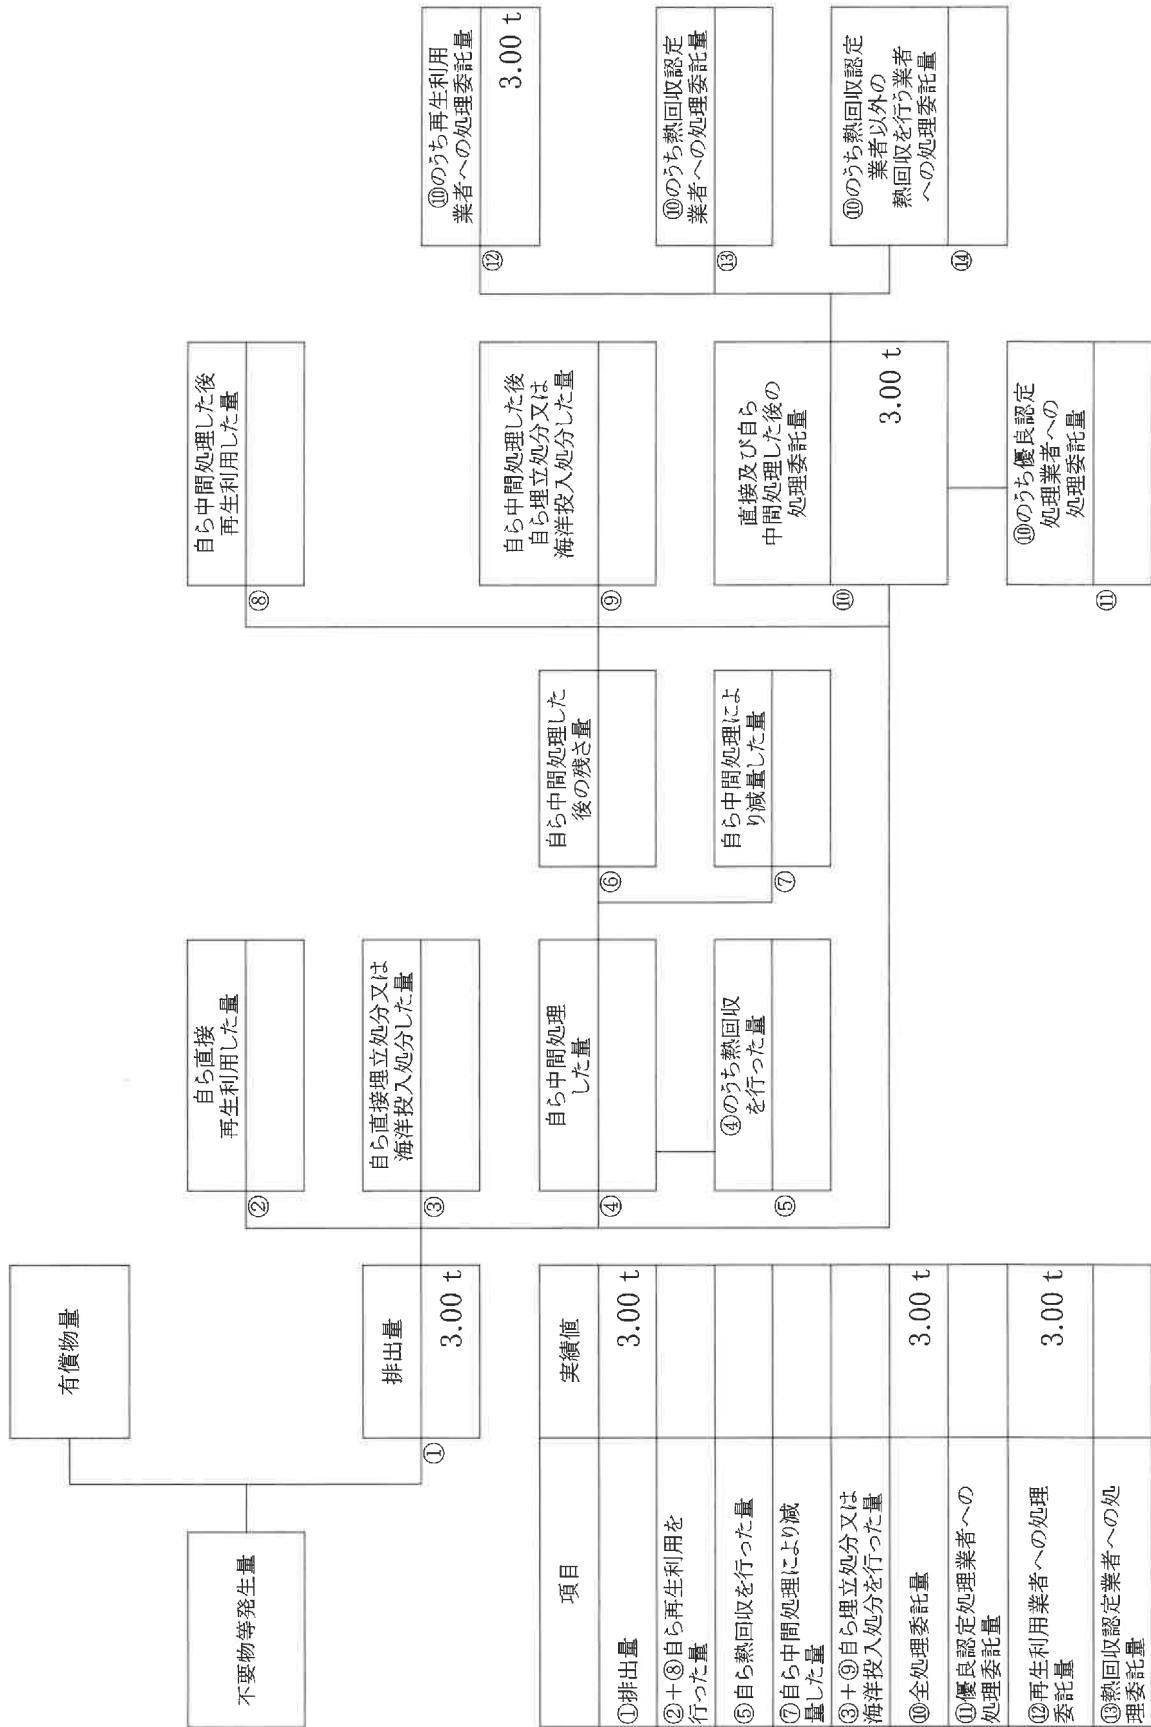 不要物等発生量
有償物量
排出量
①
3.00 t
自ら直接
再生利用した量
②
自ら直接埋立処分又は
海洋投入処分した量
③
自ら中間処理
した量
④
④のうち熱回収
を行った量
⑤
自ら中間処理した
後の残さ量
⑥
自ら中間処理によ
り減量した量
⑦
自ら中間処理した後
再生利用した量
⑧
自ら中間処理した後
自ら埋立処分又は
海洋投入処分した量
⑨
直接及び自ら
中間処理した後の
処理委託量
⑩
3.00 t
⑩のうち優良認定
処理業者への
処理委託量
⑪
⑩のうち再生利用
業者への処理委託量
⑫
3.00 t
⑩のうち熱回収認定
業者への処理委託量
⑬
⑩のうち熱回収認定
業者以外の
熱回収を行う業者
への処理委託量
⑭
項目
実績値
①排出量
3.00 t
②+⑧自ら再生利用を
行った量
⑤自ら熱回収を行った量
⑦自ら中間処理により減
量した量
③+⑨自ら埋立処分又は
海洋投入処分を行った量
⑩全処理委託量
3.00 t
⑪優良認定処理業者への
処理委託量
⑫再生利用業者への処理
委託量
3.00 t
⑬熱回収認定業者への処
理委託量